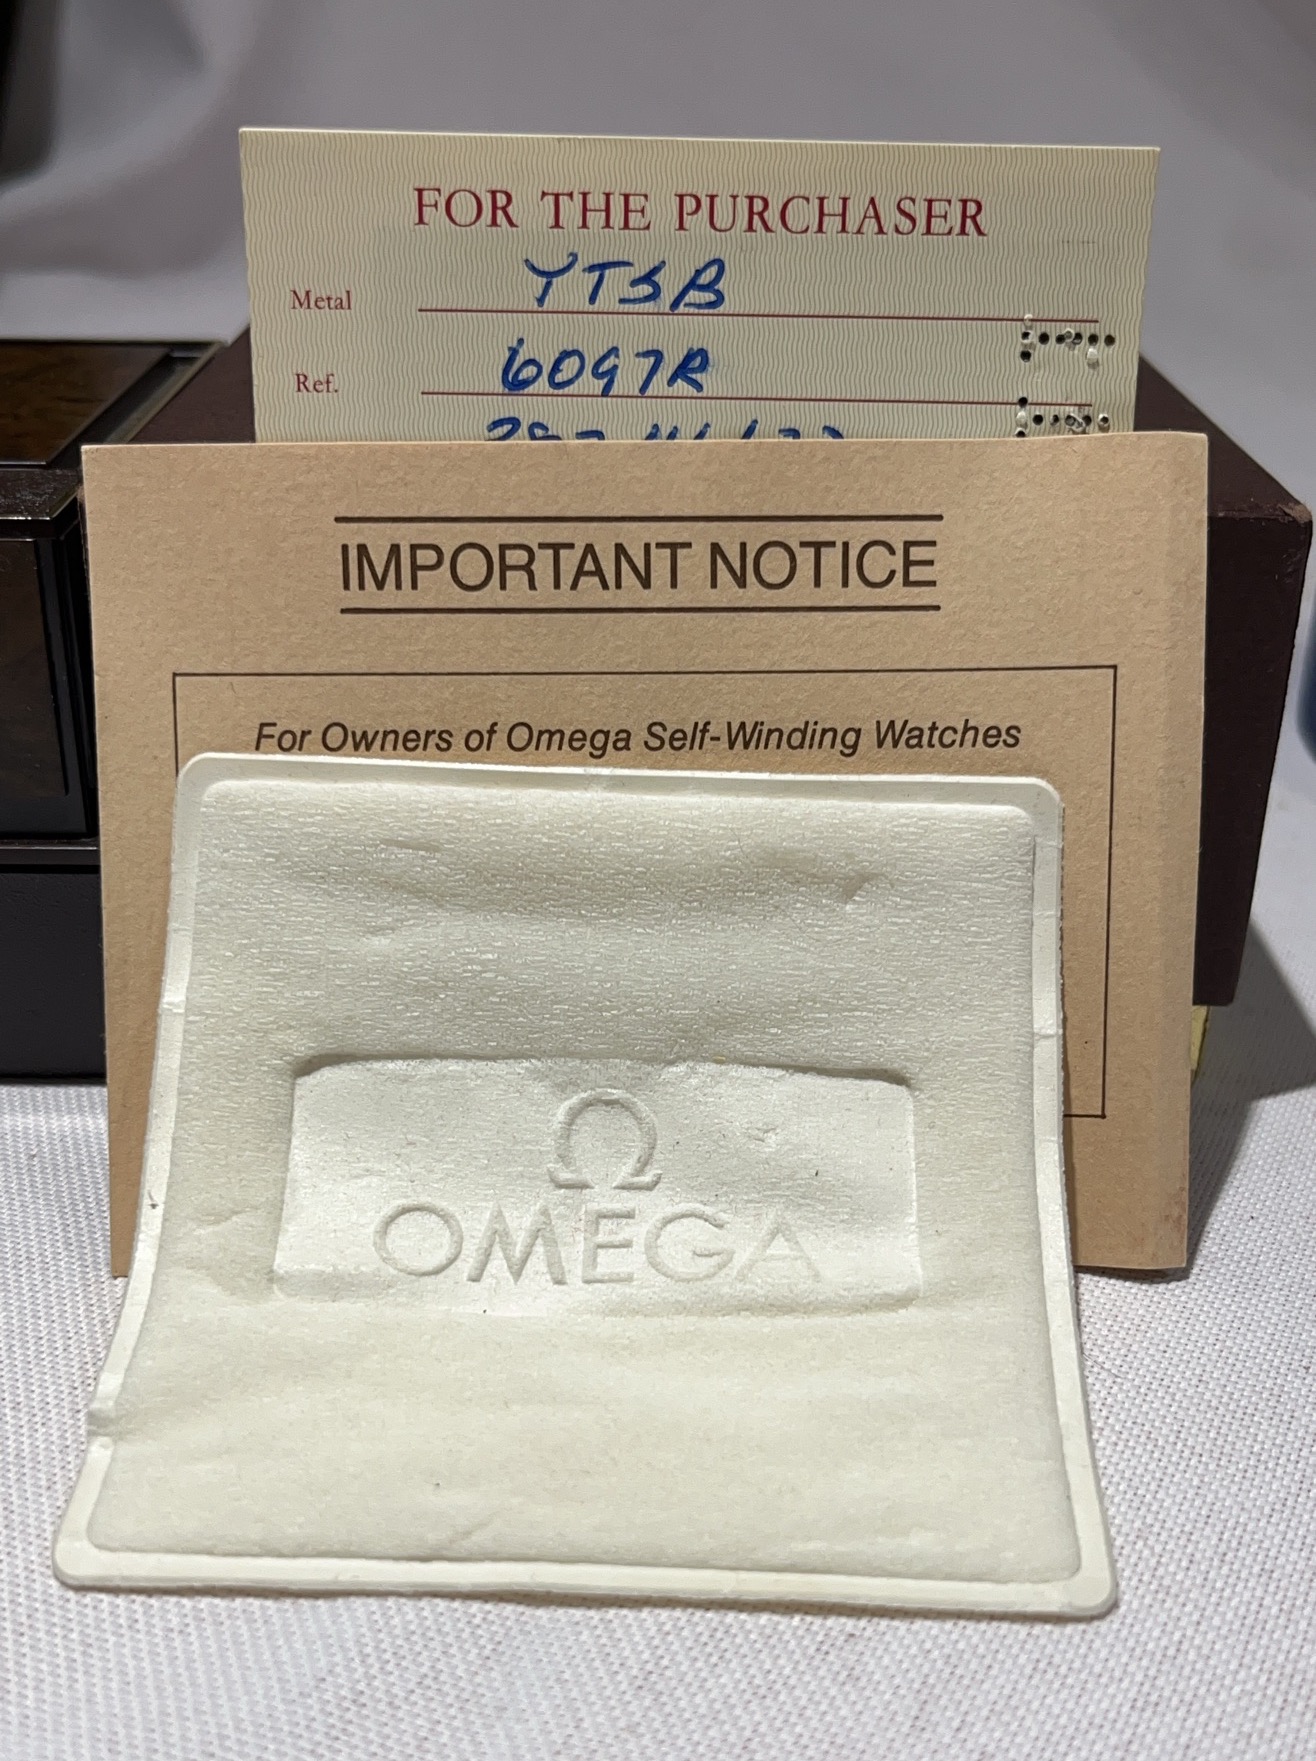 FOR THE PURCHASER
Metal YTSB
Ref. 6097R
IMPORTANT NOTICE
For Owners of Omega Self-Winding Watches
Ω
OMEGA